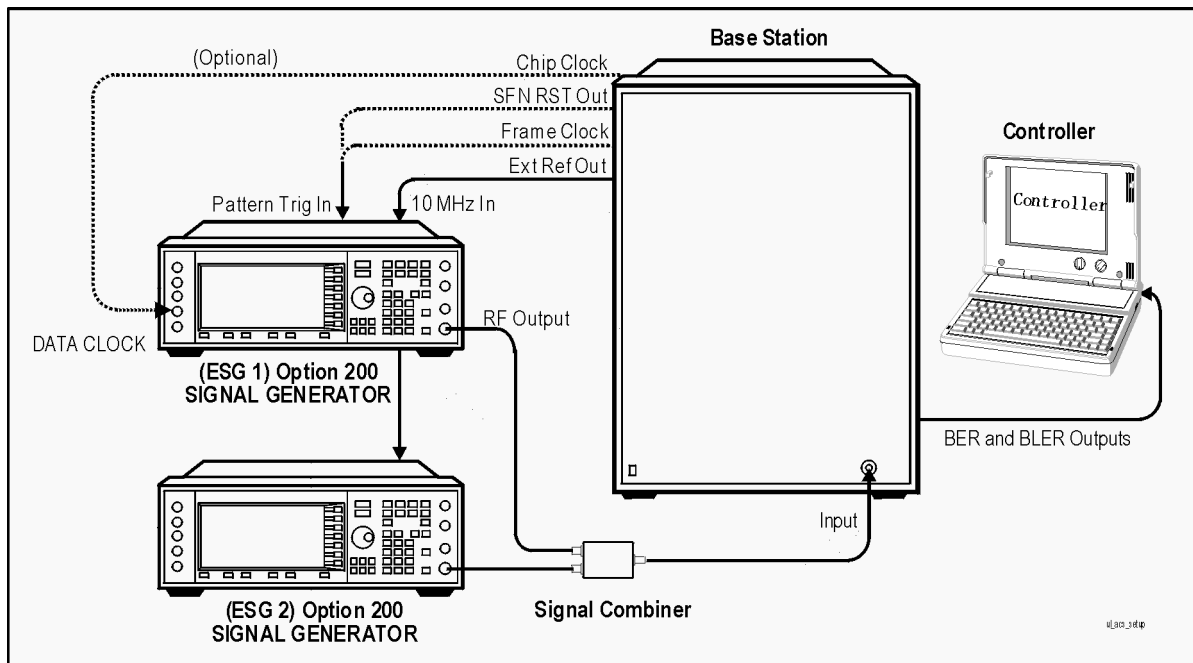 Base Station
(Optional)
Chip Clock
SFN RST Out
Frame Clock
Ext Ref Out
Controller
Pattern Trig In
10 MHz In
Controller
RF Output
DATA CLOCK
(ESG 1) Option 200
SIGNAL GENERATOR
BER and BLER Outputs
Input
(ESG 2) Option 200
SIGNAL GENERATOR
Signal Combiner
ul_acs_setup